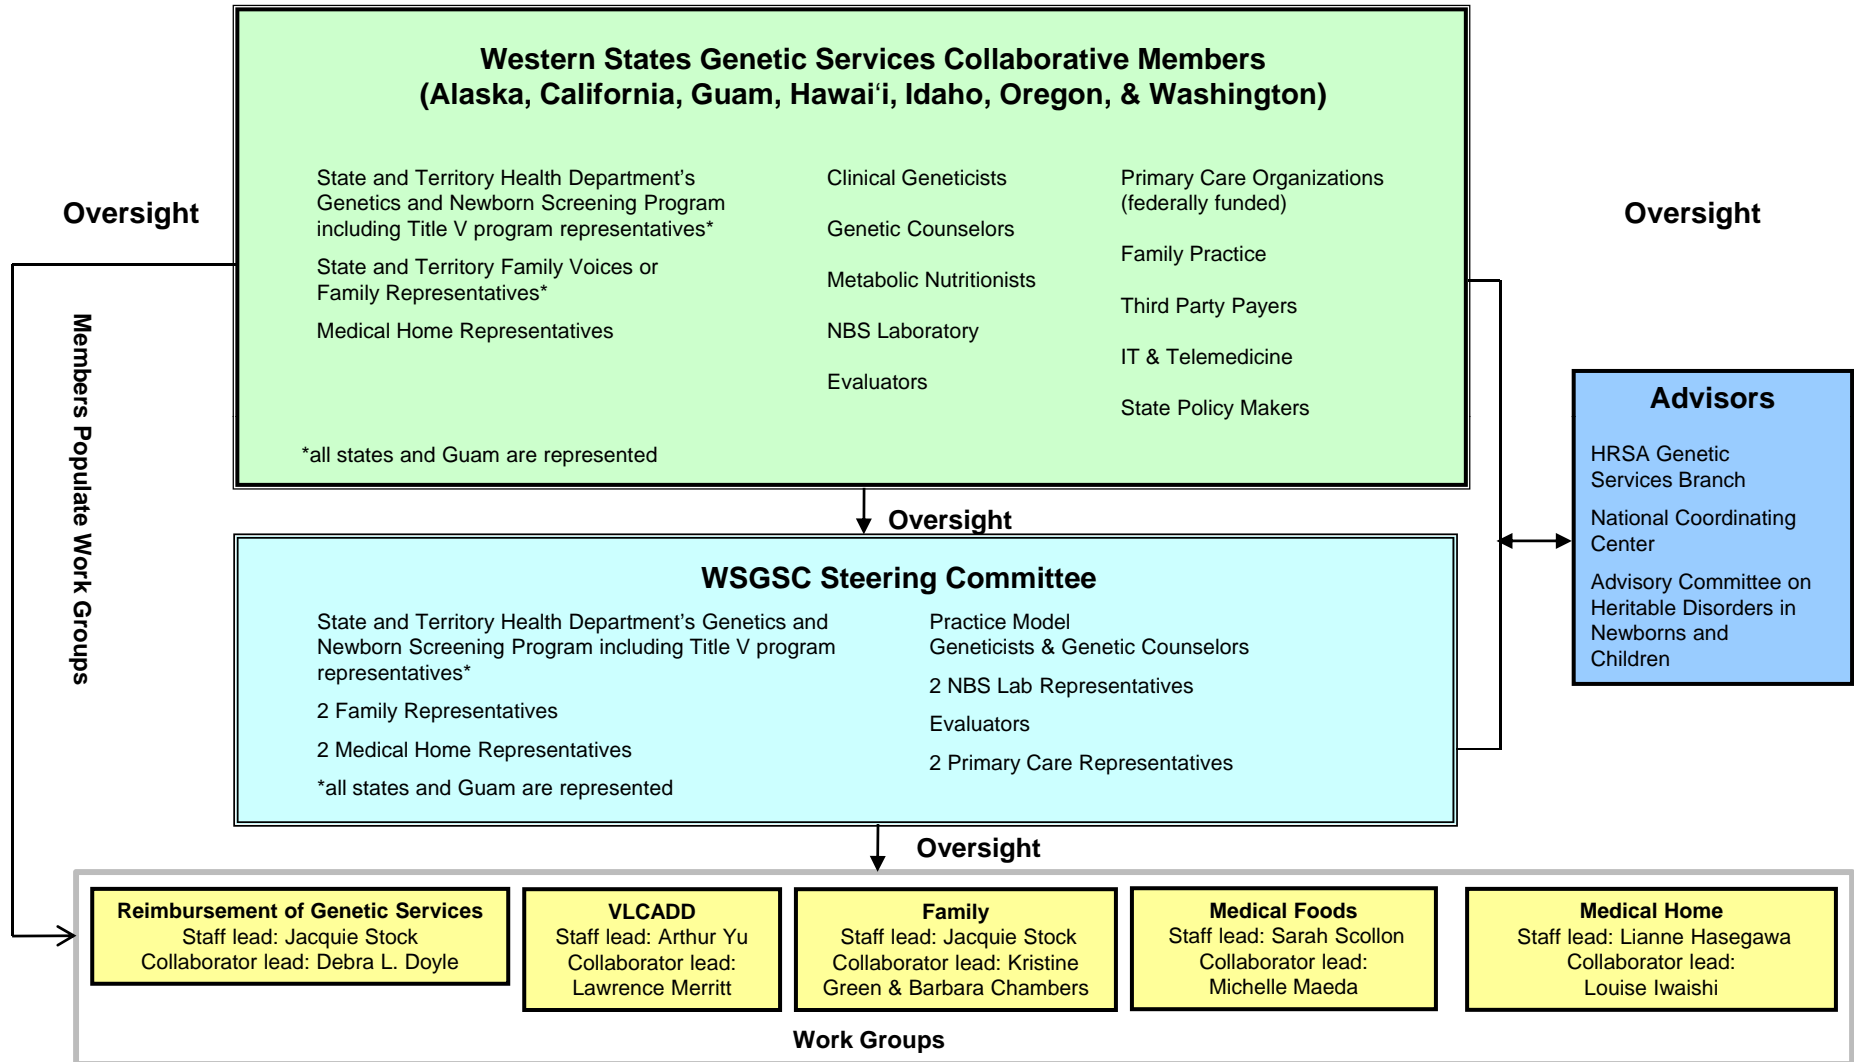 Western States Genetic Services Collaborative Members
(Alaska, California, Guam, Hawai‘i, Idaho, Oregon, & Washington)
State and Territory Health Department’s
Genetics and Newborn Screening Program
including Title V program representatives*
State and Territory Family Voices or
Family Representatives*
Medical Home Representatives
Clinical Geneticists
Genetic Counselors
Metabolic Nutritionists
NBS Laboratory
Evaluators
Primary Care Organizations
(federally funded)
Family Practice
Third Party Payers
IT & Telemedicine
State Policy Makers
*all states and Guam are represented
Oversight
Oversight
Members Populate Work Groups
Advisors
HRSA Genetic
Services Branch
National Coordinating
Center
Advisory Committee on
Heritable Disorders in
Newborns and
Children
Oversight
WSGSC Steering Committee
State and Territory Health Department’s Genetics and
Newborn Screening Program including Title V program
representatives*
2 Family Representatives
2 Medical Home Representatives
*all states and Guam are represented
Practice Model
Geneticists & Genetic Counselors
2 NBS Lab Representatives
Evaluators
2 Primary Care Representatives
Oversight
Reimbursement of Genetic Services
Staff lead: Jacquie Stock
Collaborator lead: Debra L. Doyle
VLCADD
Staff lead: Arthur Yu
Collaborator lead:
Lawrence Merritt
Family
Staff lead: Jacquie Stock
Collaborator lead: Kristine
Green & Barbara Chambers
Medical Foods
Staff lead: Sarah Scollon
Collaborator lead:
Michelle Maeda
Medical Home
Staff lead: Lianne Hasegawa
Collaborator lead:
Louise Iwaishi
Work Groups